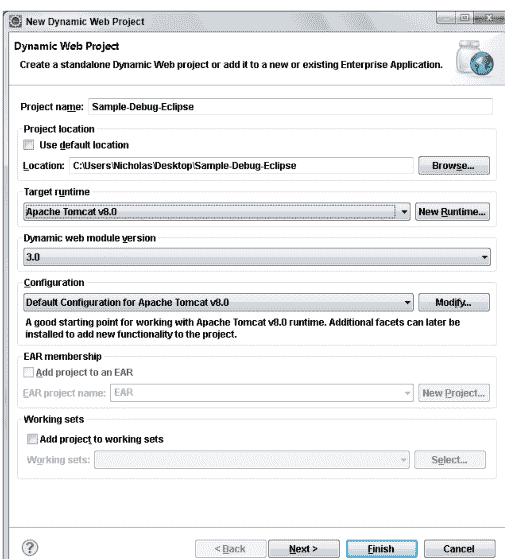 New Dynamic Web Project
Dynamic Web Project
Create a standalone Dynamic Web project or add it to a new or existing Enterprise Application.
Project name: Sample-Debug-Eclipse
Project location
Use default location
Location: C:\Users\Nicholas\Desktop\Sample-Debug-Eclipse Browse...
Target runtime
Apache Tomcat v8.0 New Runtime...
Dynamic web module version
3.0
Configuration
Default Configuration for Apache Tomcat v8.0 Modify...
A good starting point for working with Apache Tomcat v8.0 runtime. Additional facets can later be
installed to add new functionality to the project.
EAR membership
Add project to an EAR
EAR project name: EAR New Project...
Working sets
Add project to working sets
Working sets: Select...
? < Back Next > Finish Cancel